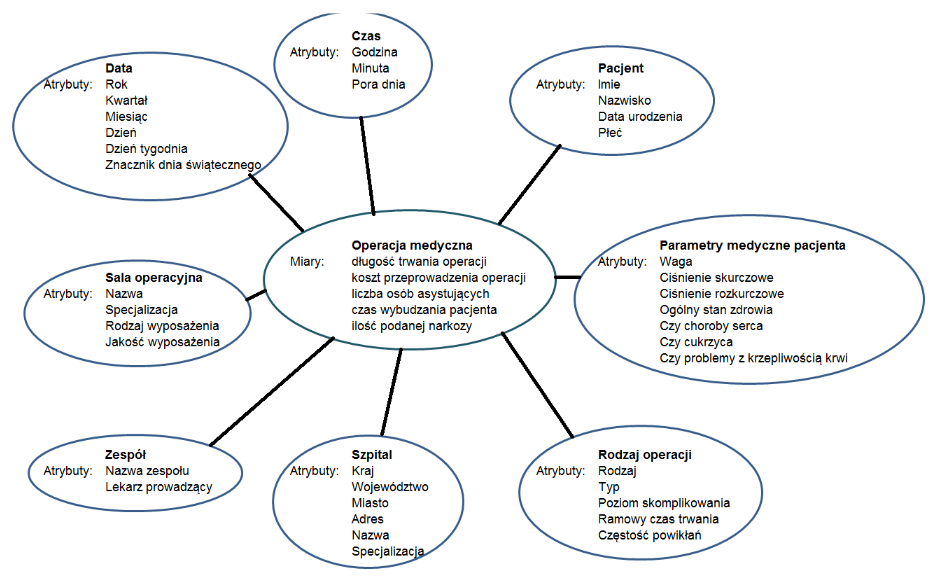 Czas
Atrybuty: Godzina
Minuta
Pora dnia
Data
Atrybuty: Rok
Kwartał
Miesiąc
Dzień
Dzień tygodnia
Znacznik dnia świątecznego
Pacjent
Atrybuty: Imie
Nazwisko
Data urodzenia
Płeć
Operacja medyczna
Miary: długość trwania operacji
koszt przeprowadzenia operacji
liczba osób asystujących
czas wybudzania pacjenta
ilość podanej narkozy
Parametry medyczne pacjenta
Atrybuty: Waga
Ciśnienie skurczowe
Ciśnienie rozkurczowe
Ogólny stan zdrowia
Czy choroby serca
Czy cukrzyca
Czy problemy z krzepliwością krwi
Sala operacyjna
Atrybuty: Nazwa
Specjalizacja
Rodzaj wyposażenia
Jakość wyposażenia
Zespół
Atrybuty: Nazwa zespołu
Lekarz prowadzący
Szpital
Atrybuty: Kraj
Województwo
Miasto
Adres
Nazwa
Specjalizacja
Rodzaj operacji
Atrybuty: Rodzaj
Typ
Poziom skomplikowania
Ramowy czas trwania
Częstość powikłań